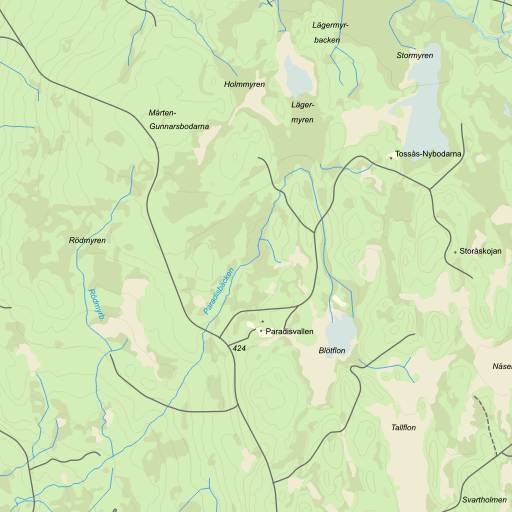 Lägermyr-
backen
Stormyren
Holmmyren
Läger-
myren
Mårten-
Gunnarsbodarna
Tossås-Nybodarna
Rödmyren
Storåskojan
Paradisbäcken
Rödmyrb
Paradisvallen
424
Blötflon
Näsen
Tallflon
Svartholmen